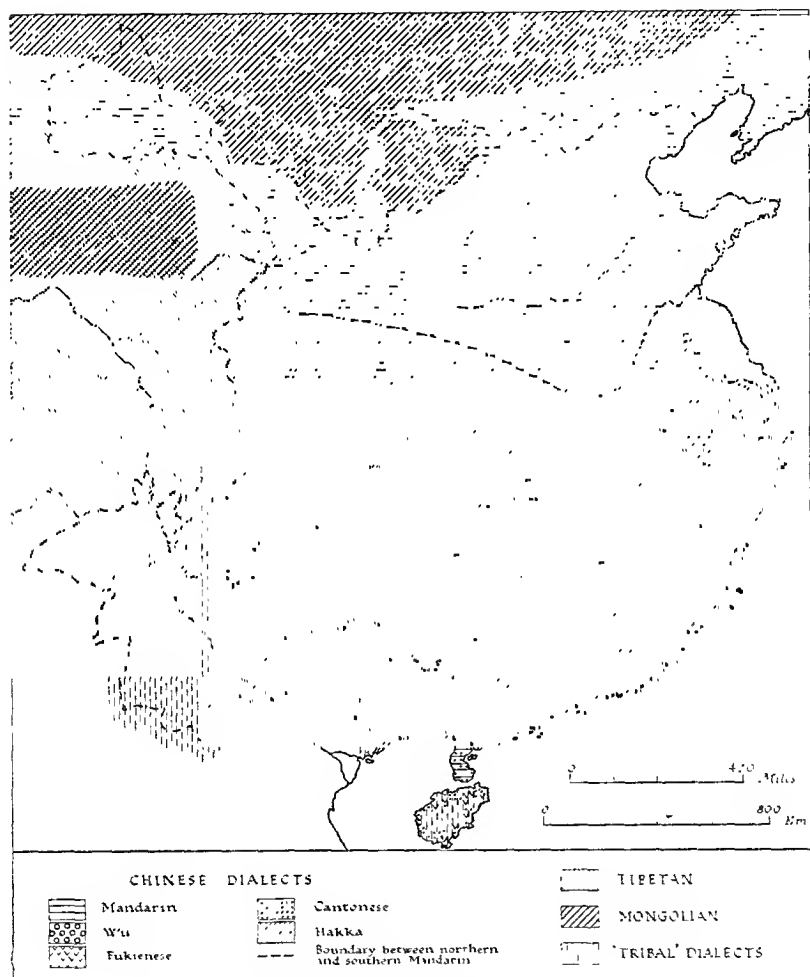 0 400 Miles
0 800 Km
CHINESE DIALECTS
Mandarin
Wu
Fukienese
Cantonese
Hakka
Boundary between northern
and southern Mandarin
TIBETAN
MONGOLIAN
'TRIBAL' DIALECTS